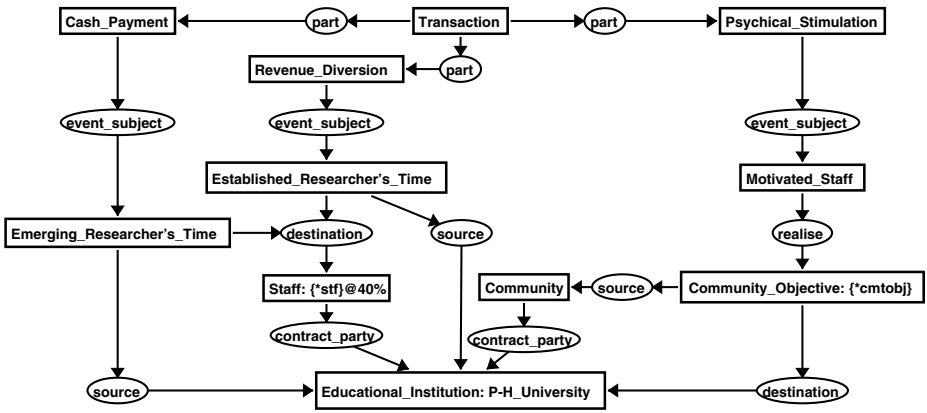 Cash_Payment part Transaction part Psychical_Stimulation
Revenue_Diversion part
event_subject event_subject event_subject
Established_Researcher's_Time Motivated_Staff
Emerging_Researcher's_Time destination source realise
Staff: {*stf}@40% Community source Community_Objective: {*cmtobj}
contract_party contract_party
source Educational_Institution: P-H_University destination